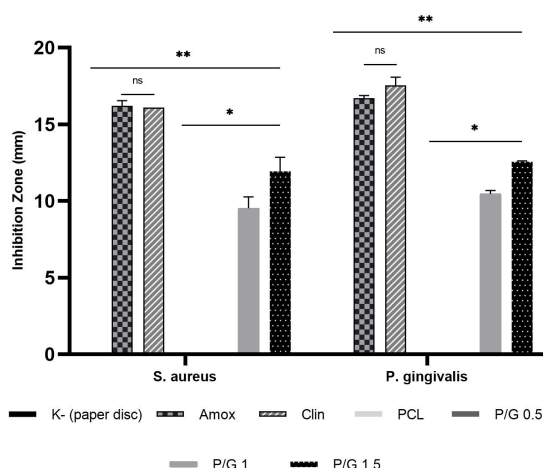 20
**
**
ns
ns
15
*
*
10
5
0
Inhibition Zone (mm)
S. aureus
P. gingivalis
K- (paper disc) Amox Clin PCL P/G 0.5
P/G 1 P/G 1.5